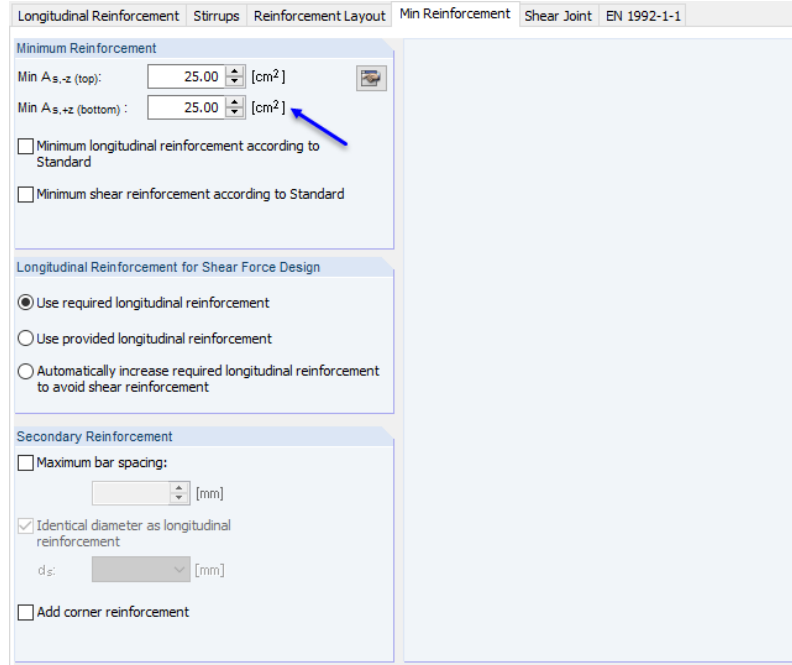 Longitudinal Reinforcement Stirrups Reinforcement Layout Min Reinforcement Shear Joint EN 1992-1-1
Minimum Reinforcement
Min As,-z (top): 25.00 [cm2]
Min As,+z (bottom) : 25.00 [cm2]
Minimum longitudinal reinforcement according to
Standard
Minimum shear reinforcement according to Standard
Longitudinal Reinforcement for Shear Force Design
Use required longitudinal reinforcement
Use provided longitudinal reinforcement
Automatically increase required longitudinal reinforcement
to avoid shear reinforcement
Secondary Reinforcement
Maximum bar spacing:
[mm]
Identical diameter as longitudinal
reinforcement
ds: [mm]
Add corner reinforcement